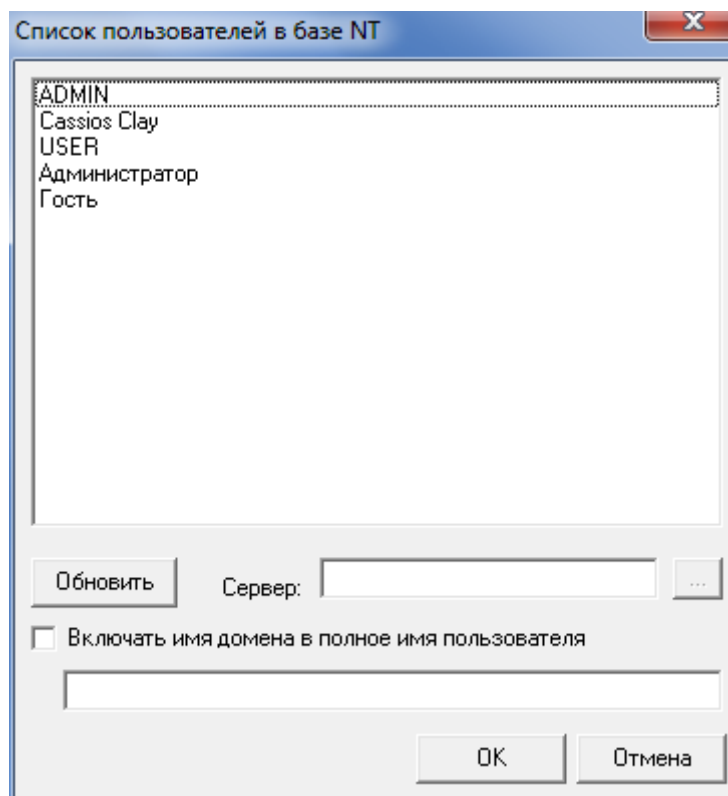 Список пользователей в базе NT
ADMIN
Cassios Clay
USER
Администратор
Гость
Обновить
Сервер:
...
Включать имя домена в полное имя пользователя
OK
Отмена